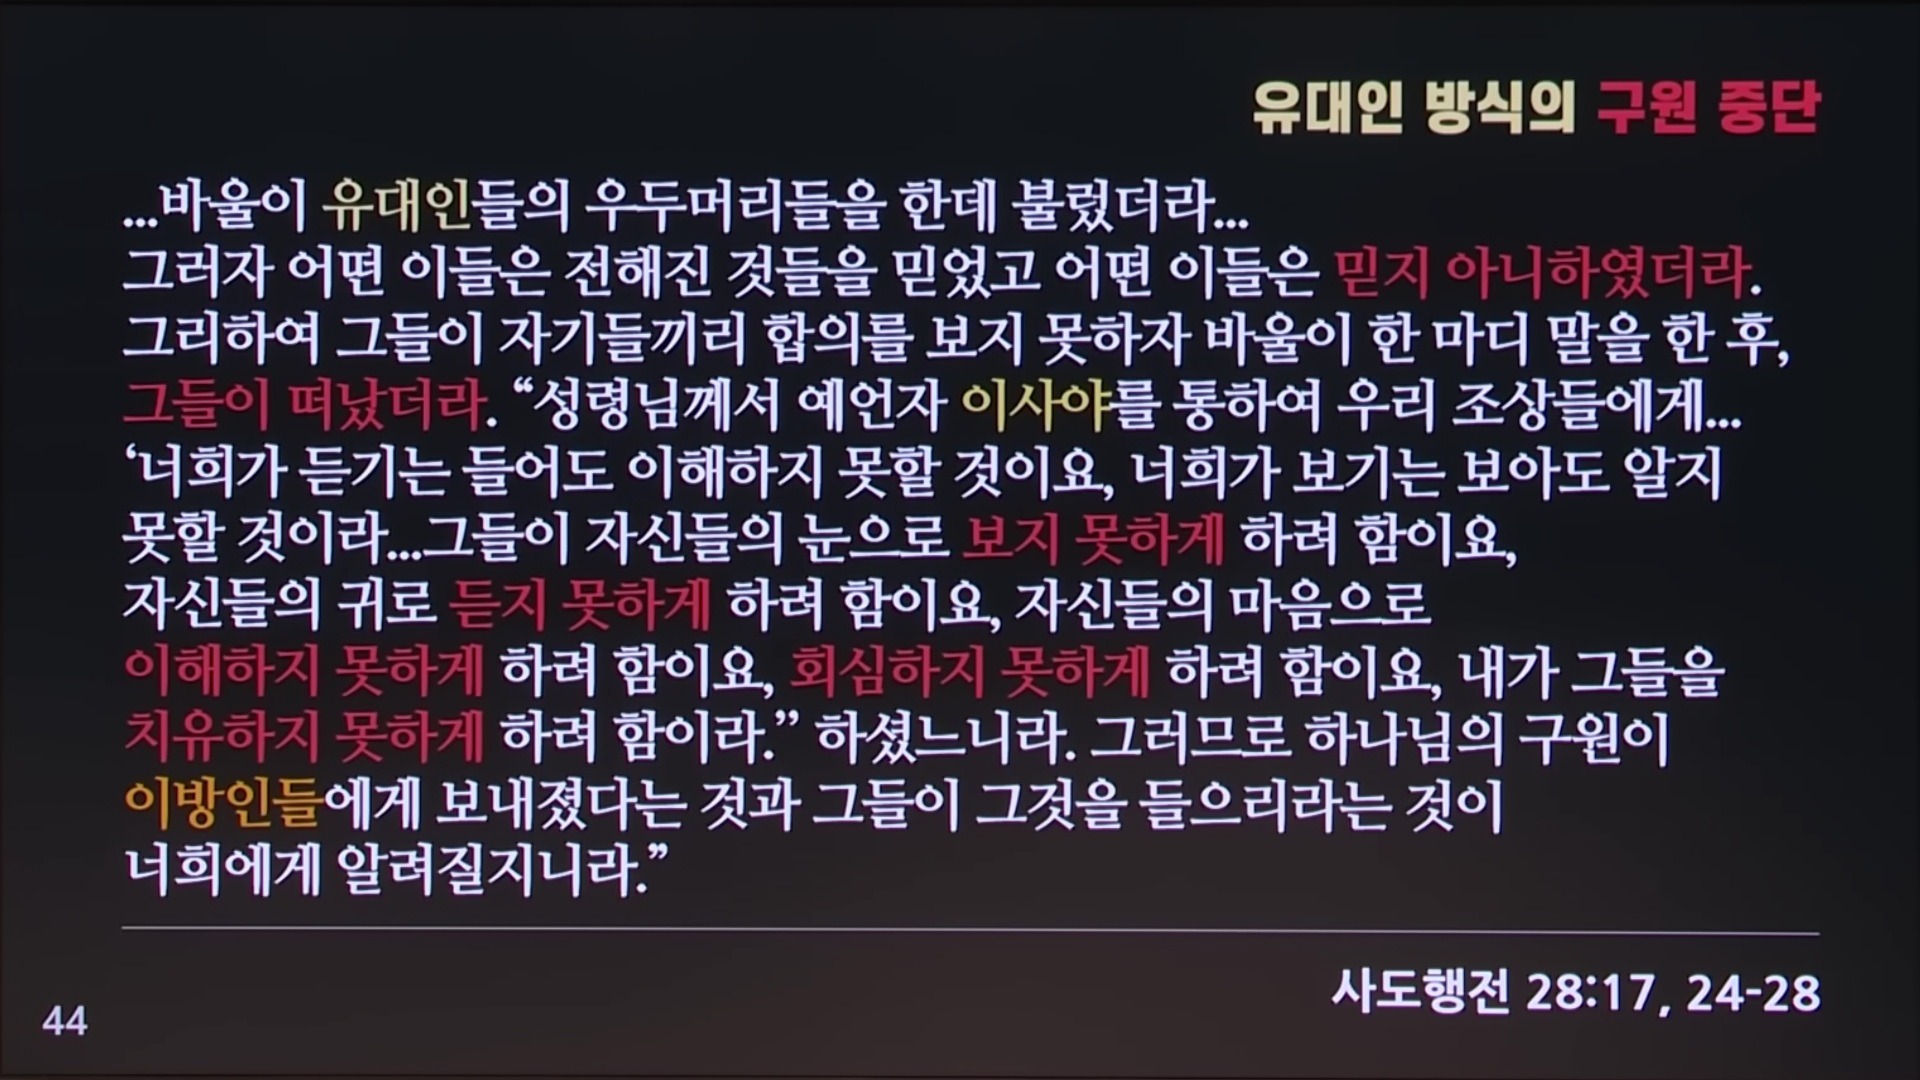 유대인 방식의 구원 중단
...바울이 유대인들의 우두머리들을 한데 불렀더라...
그러자 어떤 이들은 전해진 것들을 믿었고 어떤 이들은 믿지 아니하였더라.
그리하여 그들이 자기들끼리 합의를 보지 못하자 바울이 한 마디 말을 한 후,
그들이 떠났더라. “성령님께서 예언자 이사야를 통하여 우리 조상들에게...
‘너희가 듣기는 들어도 이해하지 못할 것이요, 너희가 보기는 보아도 알지
못할 것이라...그들이 자신들의 눈으로 보지 못하게 하려 함이요,
자신들의 귀로 듣지 못하게 하려 함이요, 자신들의 마음으로
이해하지 못하게 하려 함이요, 회심하지 못하게 하려 함이요, 내가 그들을
치유하지 못하게 하려 함이라.’’ 하셨느니라. 그러므로 하나님의 구원이
이방인들에게 보내졌다는 것과 그들이 그것을 들으리라는 것이
너희에게 알려질지니라.”
사도행전 28:17, 24-28
44